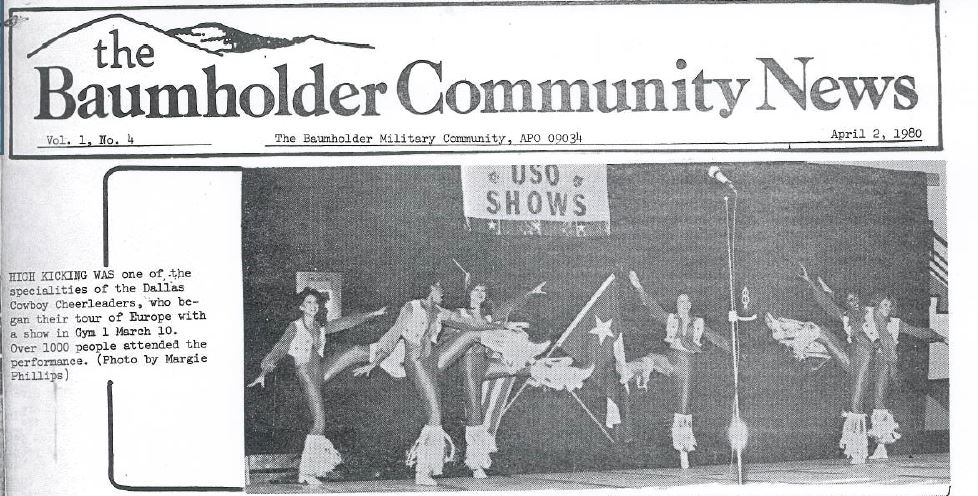 the
Baumholder Community News
Vol. 1, No. 4 The Baumholder Military Community, APO 09034 April 2, 1980
USO
SHOWS
HIGH KICKING WAS one of the
specialities of the Dallas
Cowboy Cheerleaders, who be-
gan their tour of Europe with
a show in Gym 1 March 10.
Over 1000 people attended the
performance. (Photo by Margie
Phillips)